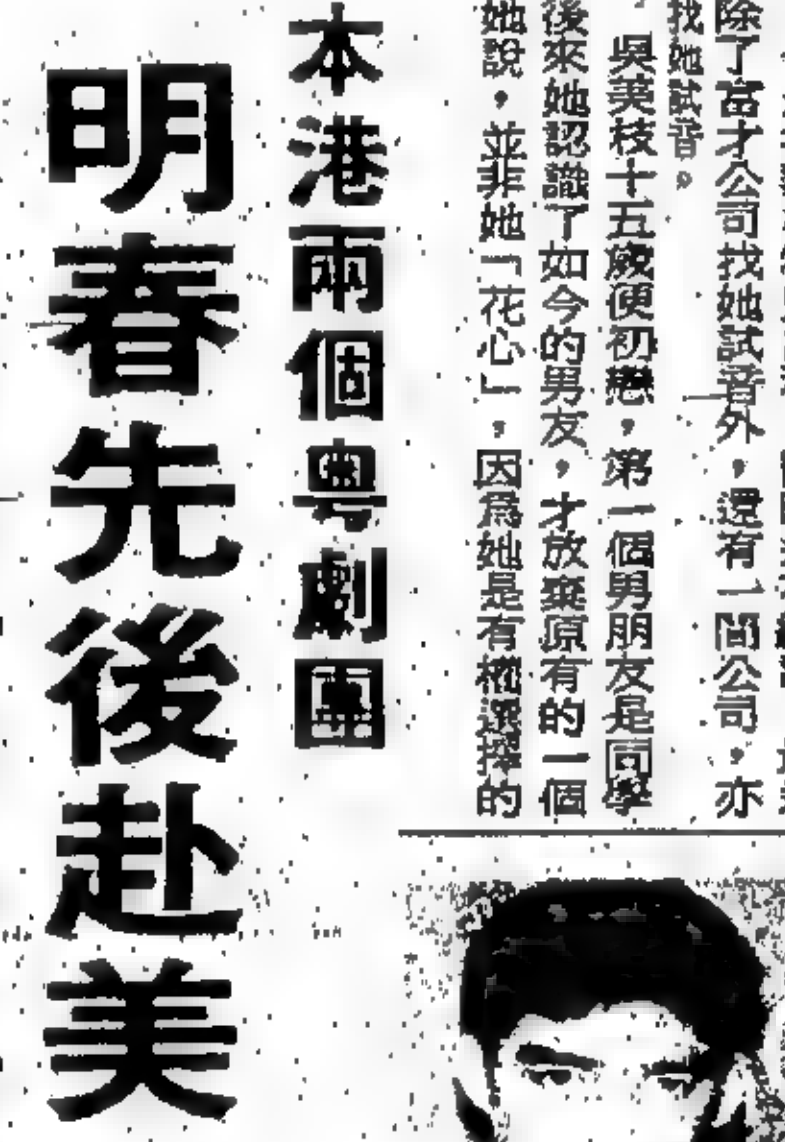 除了富才公司找她試音外，還有一間公司，亦
找她試音。
吳美枝十五歲便初戀，第一個男朋友是同學
後來她認識了如今的男友，才放棄原有的一個
她說，並非她「花心」，因爲她是有權選擇的
本港兩個粵劇團
明春先後赴美